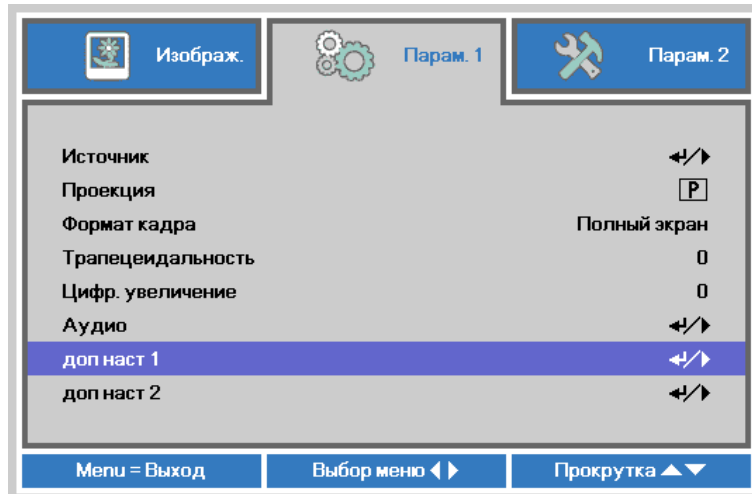 Изображ. Парам. 1 Парам. 2
Источник
Проекция P
Формат кадра Полный экран
Трапецеидальность 0
Цифр. увеличение 0
Аудио
доп наст 1
доп наст 2
Menu = Выход Выбор меню Прокрутка